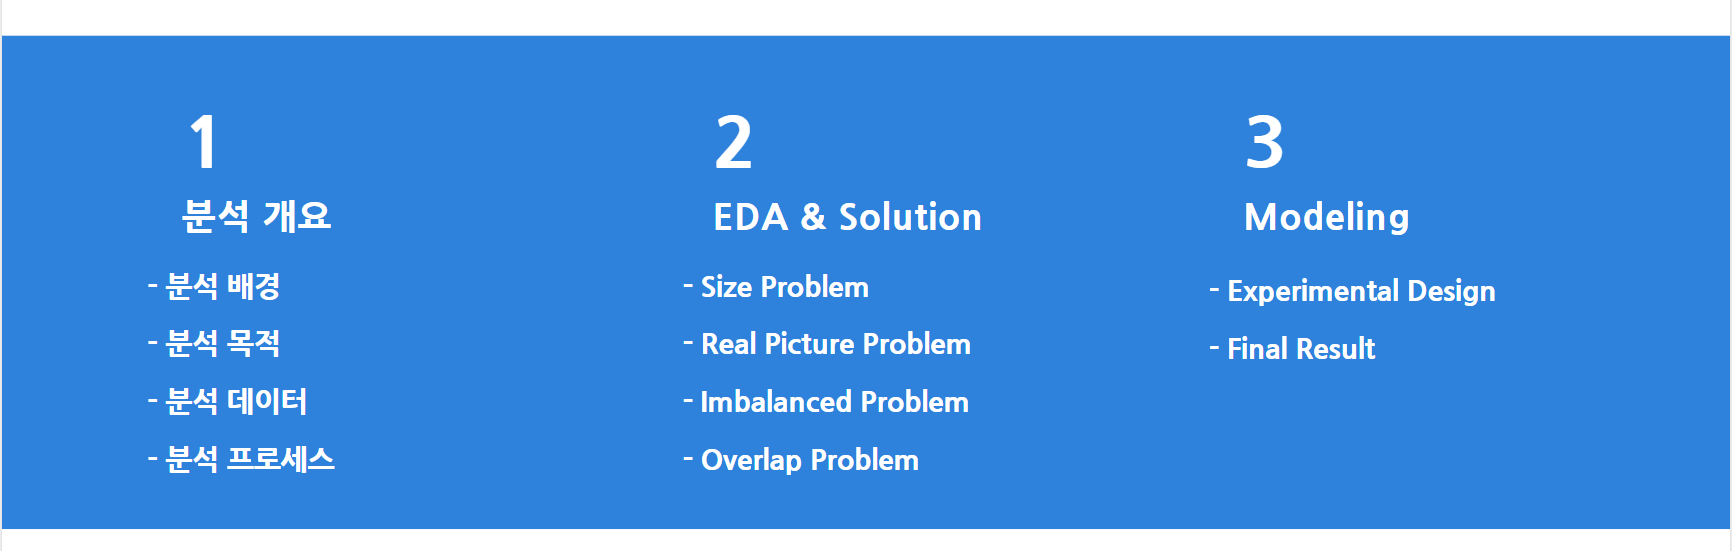 1
분석 개요
- 분석 배경
- 분석 목적
- 분석 데이터
- 분석 프로세스
2
EDA & Solution
- Size Problem
- Real Picture Problem
- Imbalanced Problem
- Overlap Problem
3
Modeling
- Experimental Design
- Final Result